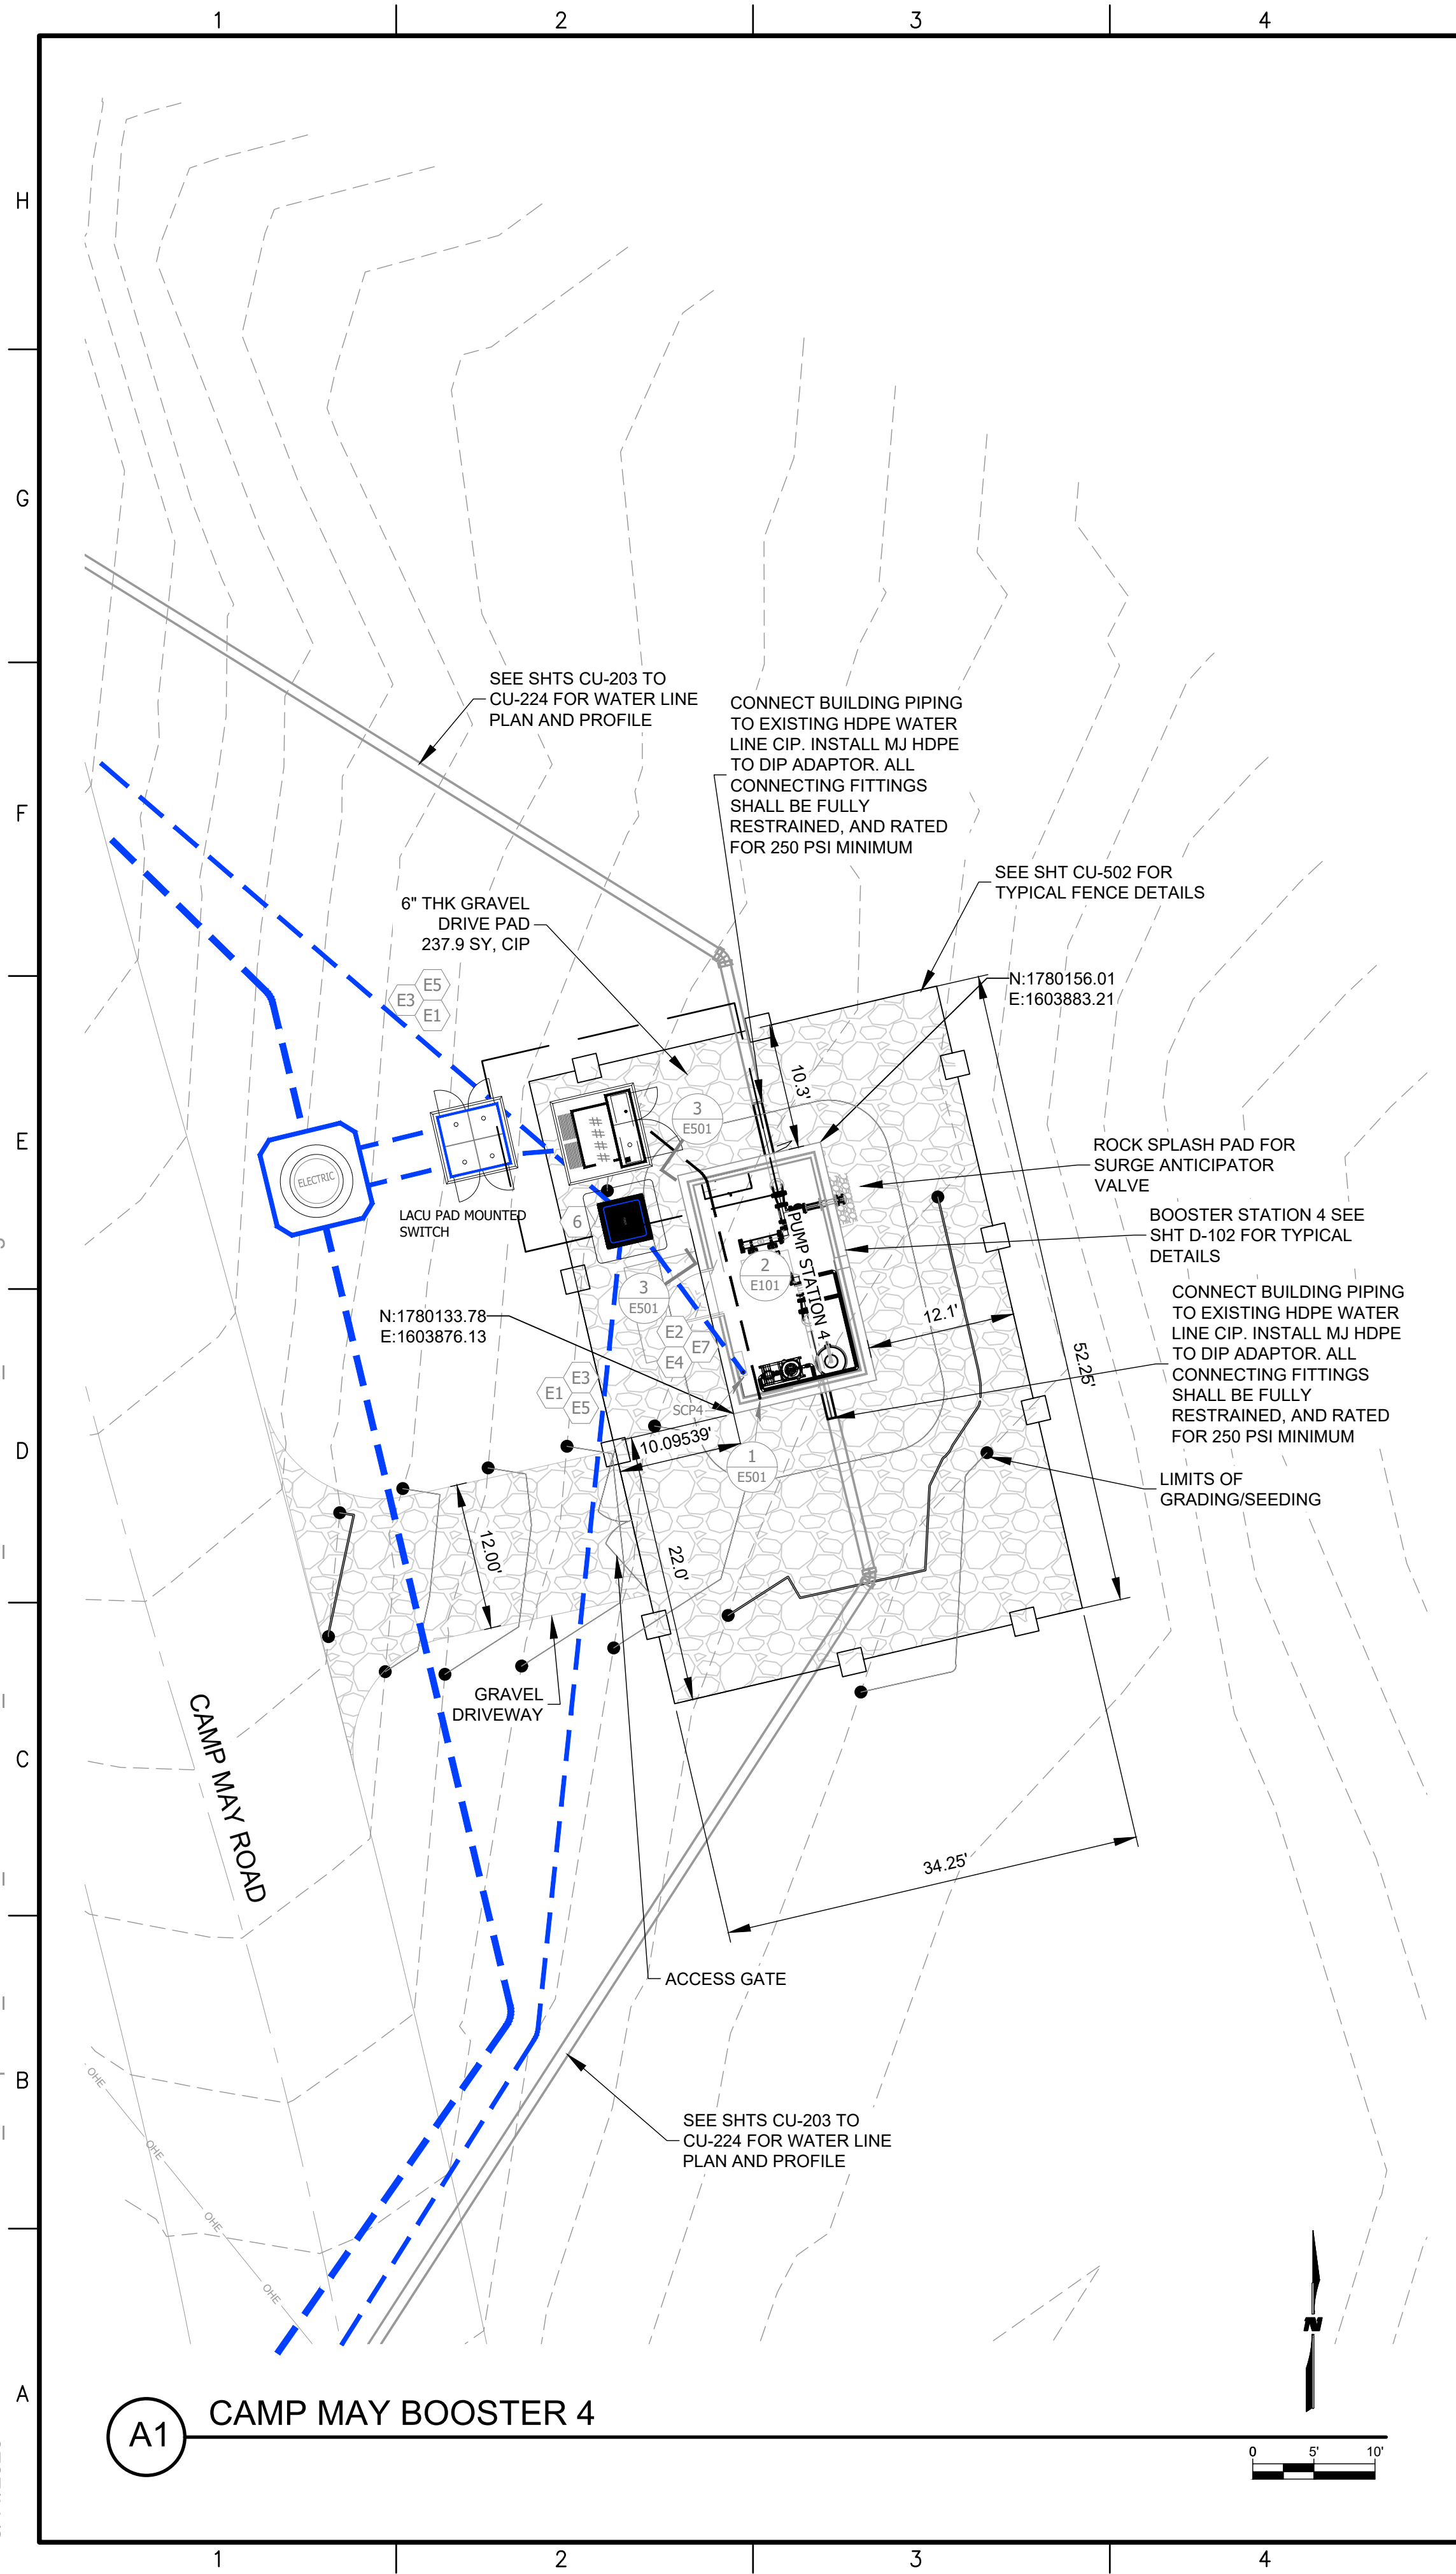 1 2 3 4
H
G
F
E
D
C
B
A
SEE SHTS CU-203 TO
CU-224 FOR WATER LINE
PLAN AND PROFILE
CONNECT BUILDING PIPING
TO EXISTING HDPE WATER
LINE CIP. INSTALL MJ HDPE
TO DIP ADAPTOR. ALL
CONNECTING FITTINGS
SHALL BE FULLY
RESTRAINED, AND RATED
FOR 250 PSI MINIMUM
SEE SHT CU-502 FOR
TYPICAL FENCE DETAILS
6" THK GRAVEL
DRIVE PAD
237.9 SY, CIP
N:1780156.01
E:1603883.21
E5
E3
E1
10.3'
3
E501
ROCK SPLASH PAD FOR
SURGE ANTICIPATOR
VALVE
ELECTRIC
LACU PAD MOUNTED
SWITCH
6
BOOSTER STATION 4 SEE
SHT D-102 FOR TYPICAL
DETAILS
PUMP STATION 4
2
E101
3
E501
N:1780133.78
E:1603876.13
E2
E7
E4
12.1'
52.25'
CONNECT BUILDING PIPING
TO EXISTING HDPE WATER
LINE CIP. INSTALL MJ HDPE
TO DIP ADAPTOR. ALL
CONNECTING FITTINGS
SHALL BE FULLY
RESTRAINED, AND RATED
FOR 250 PSI MINIMUM
E3
E1
E5
SCP4
10.09539'
1
E501
LIMITS OF
GRADING/SEEDING
12.00'
22.0'
GRAVEL
DRIVEWAY
CAMP MAY ROAD
34.25'
ACCESS GATE
SEE SHTS CU-203 TO
CU-224 FOR WATER LINE
PLAN AND PROFILE
OHE
OHE
OHE
OHE
N
A1
CAMP MAY BOOSTER 4
0 5' 10'
1 2 3 4